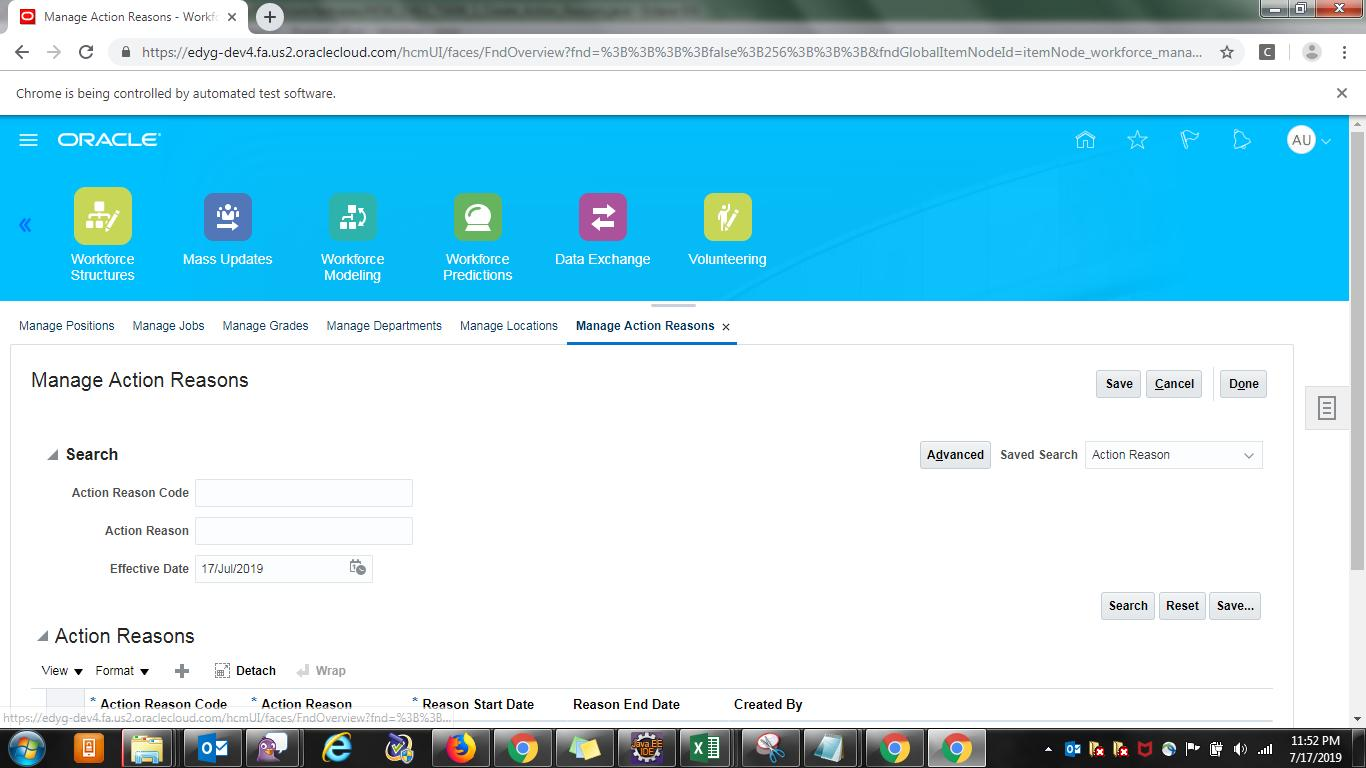 Manage Action Reasons - Workf
https://edyg-dev4.fa.us2.oraclecloud.com/hcmUI/faces/FndOverview?fnd=%3B%3B%3B%3Bfalse%3B256%3B%3B%3B&fndGlobalItemNodeId=itemNode_workforce_mana...
C
Chrome is being controlled by automated test software.
ORACLE
AU
Workforce Structures
Mass Updates
Workforce Modeling
Workforce Predictions
Data Exchange
Volunteering
Manage Positions Manage Jobs Manage Grades Manage Departments Manage Locations Manage Action Reasons
Manage Action Reasons
Save Cancel Done
Search
Advanced Saved Search Action Reason
Action Reason Code
Action Reason
Effective Date 17/Jul/2019
Search Reset Save...
Action Reasons
View Format Detach Wrap
* Action Reason Code * Action Reason * Reason Start Date Reason End Date Created By
https://edyg-dev4.fa.us2.oraclecloud.com/hcmUI/faces/FndOverview?fnd=%3B%3B...
Java EE IDE
11:52 PM
7/17/2019